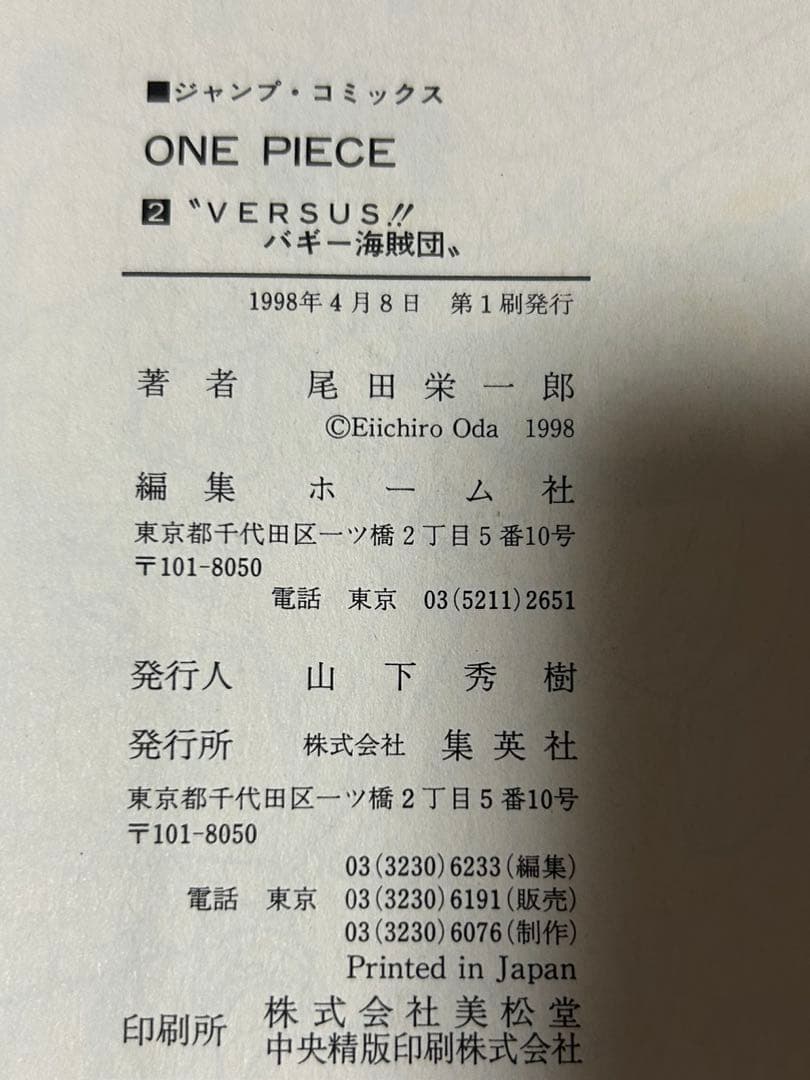 ■ジャンプ・コミックス
ONE PIECE
2 〝VERSUS!!
バギー海賊団〟
1998年4月8日 第1刷発行
著者 尾田栄一郎
©Eiichiro Oda 1998
編集 ホーム社
東京都千代田区一ツ橋2丁目5番10号
〒101-8050
電話 東京 03(5211)2651
発行人 山下秀樹
発行所 株式会社 集英社
東京都千代田区一ツ橋2丁目5番10号
〒101-8050
03(3230)6233(編集)
電話 東京 03(3230)6191(販売)
03(3230)6076(制作)
Printed in Japan
印刷所 株式会社美松堂
中央精版印刷株式会社